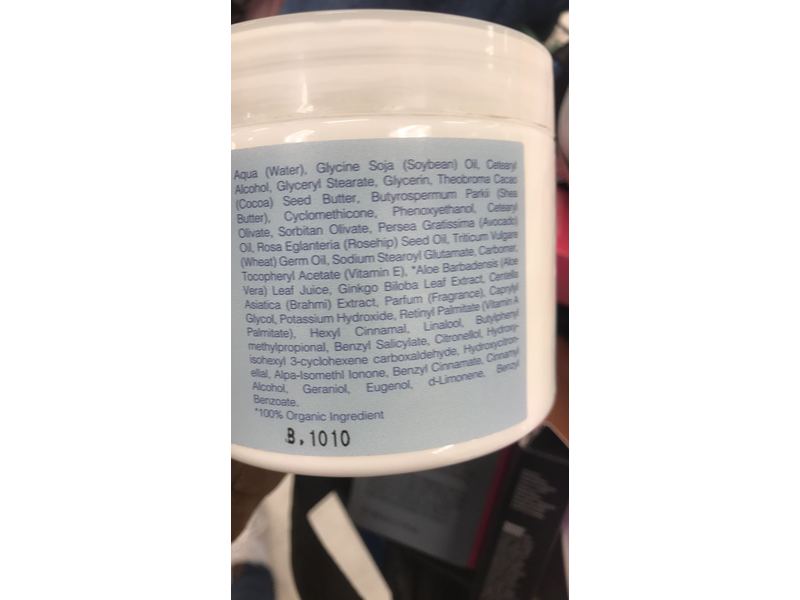 Aqua (Water), Glycine Soja (Soybean) Oil, Cetearyl
Alcohol, Glyceryl Stearate, Glycerin, Theobroma Cacao
(Cocoa) Seed Butter, Butyrospermum Parkii (Shea
Butter), Cyclomethicone, Phenoxyethanol, Cetearyl
Olivate, Sorbitan Olivate, Persea Gratissima (Avocado)
Oil, Rosa Eglanteria (Rosehip) Seed Oil, Triticum Vulgare
(Wheat) Germ Oil, Sodium Stearoyl Glutamate, Carbomer,
Tocopheryl Acetate (Vitamin E), *Aloe Barbadensis (Aloe
Vera) Leaf Juice, Ginkgo Biloba Leaf Extract, Centella
Asiatica (Brahmi) Extract, Parfum (Fragrance), Caprylyl
Glycol, Potassium Hydroxide, Retinyl Palmitate (Vitamin A
Palmitate), Hexyl Cinnamal, Linalool, Butylphenyl
methylpropional, Benzyl Salicylate, Citronellol, Hydroxy-
isohexyl 3-cyclohexene carboxaldehyde, Hydroxycitron-
ellal, Alpa-Isomethl Ionone, Benzyl Cinnamate, Cinnamyl
Alcohol, Geraniol, Eugenol, d-Limonene, Benzyl
Benzoate.
*100% Organic Ingredient
B.1010